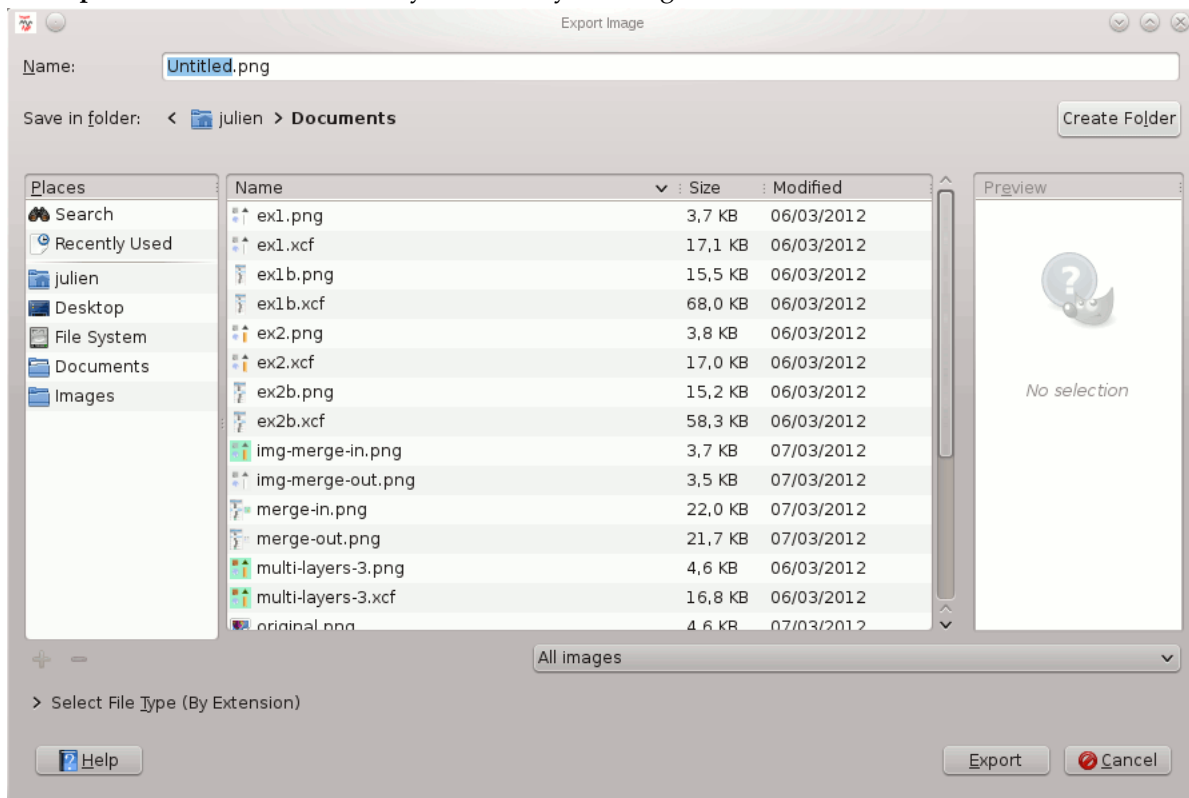 Export Image
Name: Untitled.png
Save in folder: < julien > Documents
Create Folder
Places
Search
Recently Used
julien
Desktop
File System
Documents
Images
Name Size Modified
ex1.png 3,7 KB 06/03/2012
ex1.xcf 17,1 KB 06/03/2012
ex1b.png 15,5 KB 06/03/2012
ex1b.xcf 68,0 KB 06/03/2012
ex2.png 3,8 KB 06/03/2012
ex2.xcf 17,0 KB 06/03/2012
ex2b.png 15,2 KB 06/03/2012
ex2b.xcf 58,3 KB 06/03/2012
img-merge-in.png 3,7 KB 07/03/2012
img-merge-out.png 3,5 KB 07/03/2012
merge-in.png 22,0 KB 07/03/2012
merge-out.png 21,7 KB 07/03/2012
multi-layers-3.png 4,6 KB 06/03/2012
multi-layers-3.xcf 16,8 KB 06/03/2012
original.png 4,6 KB 07/03/2012
Preview
No selection
All images
> Select File Type (By Extension)
Help
Export
Cancel